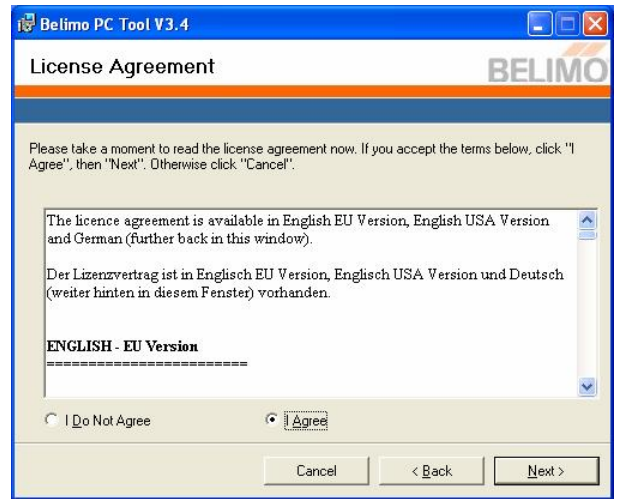 Belimo PC Tool V3.4
License Agreement
BELIMO
Please take a moment to read the license agreement now. If you accept the terms below, click "I
Agree", then "Next". Otherwise click "Cancel".
The licence agreement is available in English EU Version, English USA Version
and German (further back in this window).
Der Lizenzvertrag ist in Englisch EU Version, Englisch USA Version und Deutsch
(weiter hinten in diesem Fenster) vorhanden.
ENGLISH - EU Version
========================
I Do Not Agree
I Agree
Cancel
< Back
Next >